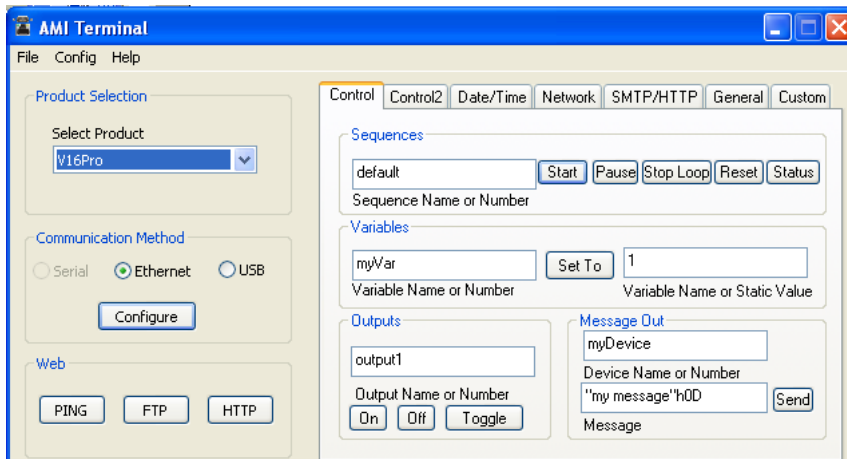 AMI Terminal
File Config Help
Product Selection
Select Product
V16Pro
Communication Method
Serial Ethernet USB
Configure
Web
PING FTP HTTP
Control Control2 Date/Time Network SMTP/HTTP General Custom
Sequences
default Start Pause Stop Loop Reset Status
Sequence Name or Number
Variables
myVar Set To 1
Variable Name or Number Variable Name or Static Value
Outputs
output1
Output Name or Number
On Off Toggle
Message Out
myDevice
Device Name or Number
"my message"h0D Send
Message